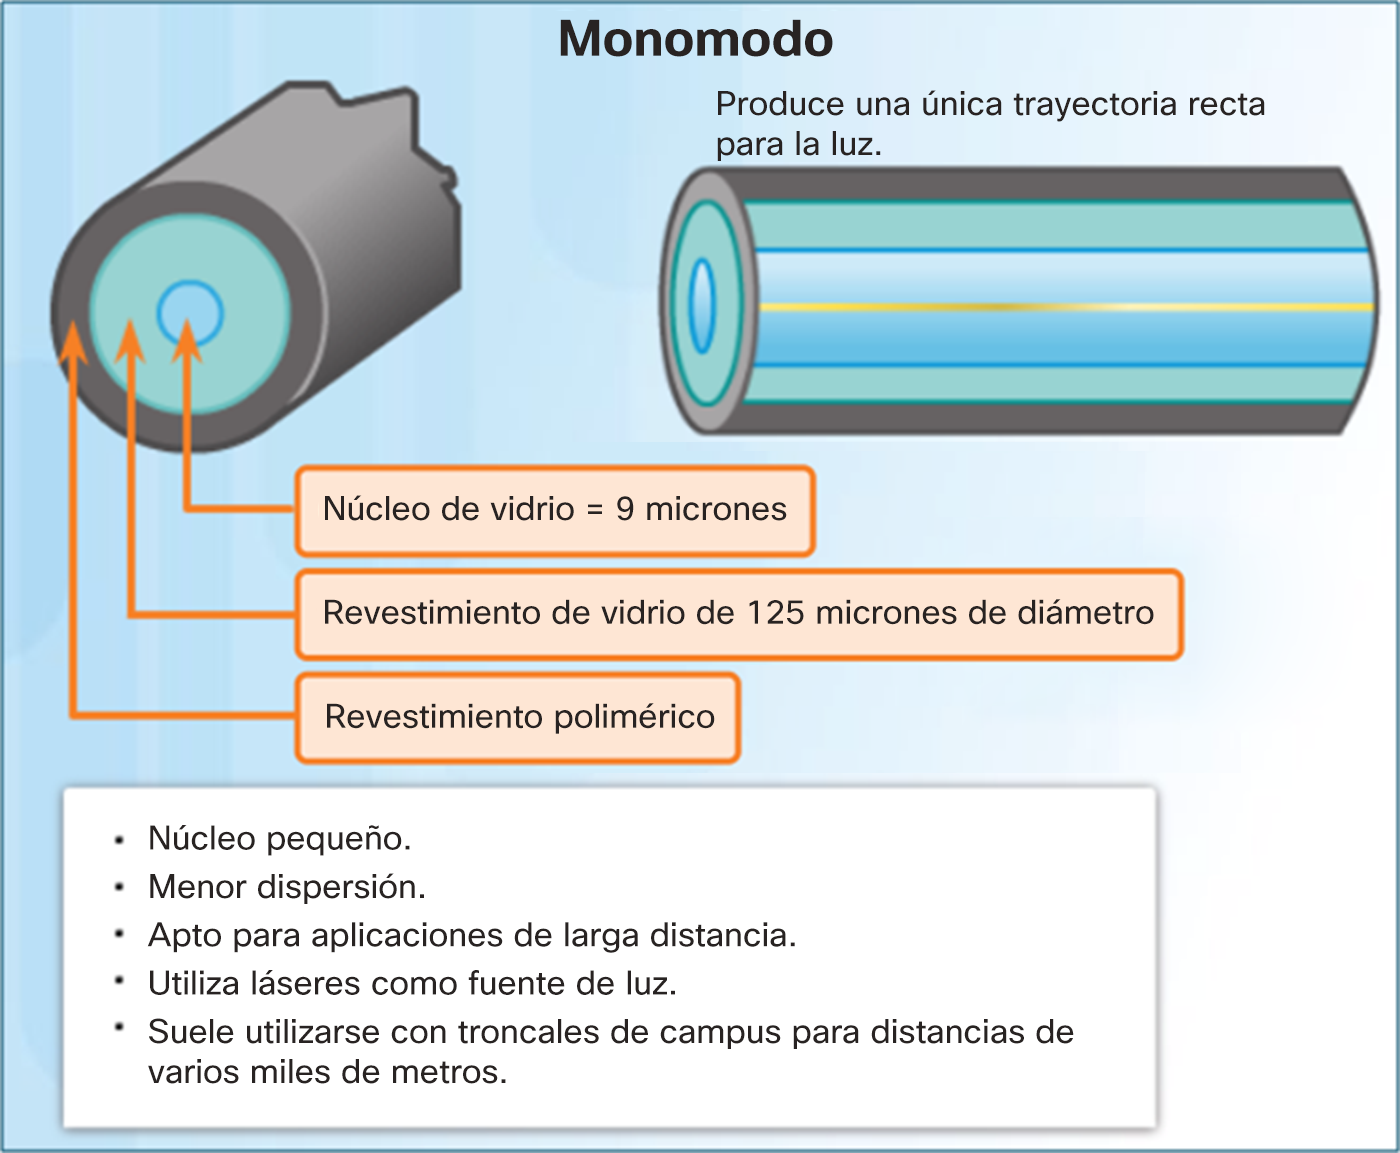 Monomodo
Produce una única trayectoria recta
para la luz.
Núcleo de vidrio = 9 micrones
Revestimiento de vidrio de 125 micrones de diámetro
Revestimiento polimérico
• Núcleo pequeño.
• Menor dispersión.
• Apto para aplicaciones de larga distancia.
• Utiliza láseres como fuente de luz.
• Suele utilizarse con troncales de campus para distancias de
varios miles de metros.